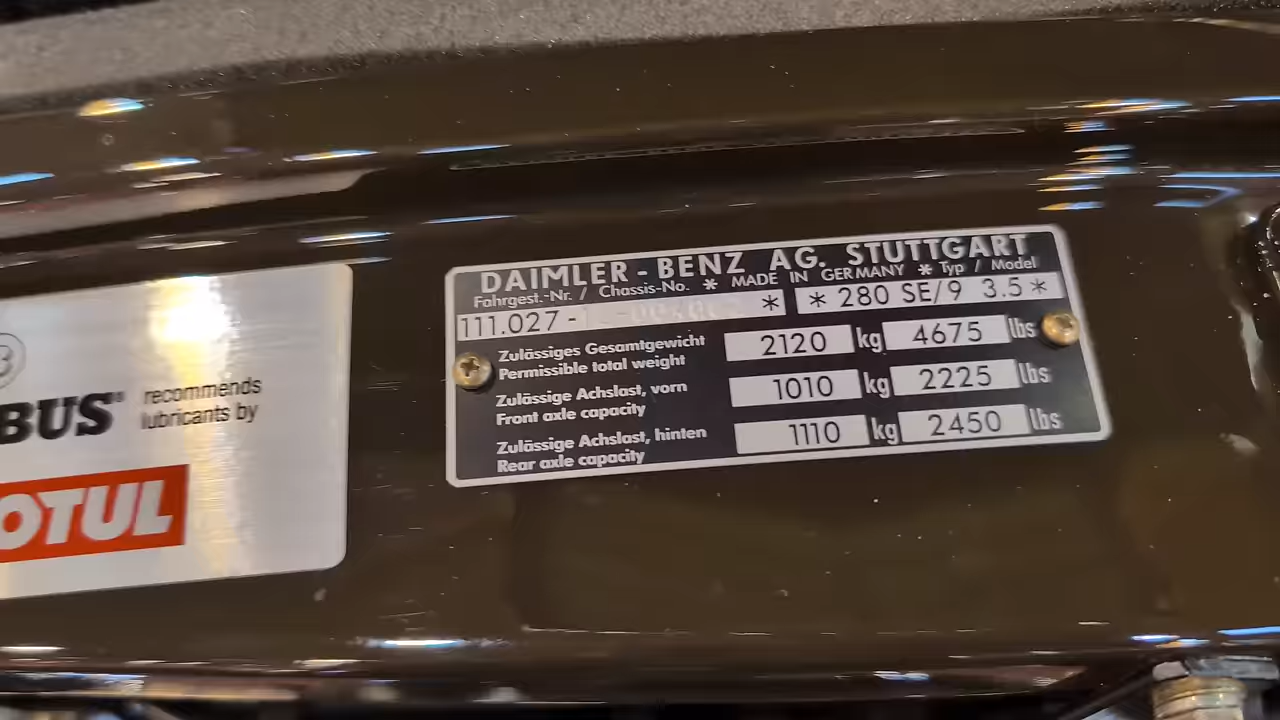 DAIMLER - BENZ AG. STUTTGART
Fahrgest.-Nr. / Chassis-No. * MADE IN GERMANY * Typ / Model
111.027 - * * 280 SE/9 3.5 *
Zulässiges Gesamtgewicht
Permissible total weight
2120 kg 4675 lbs
Zulässige Achslast, vorn
Front axle capacity
1010 kg 2225 lbs
Zulässige Achslast, hinten
Rear axle capacity
1110 kg 2450 lbs
BUS
recommends
lubricants by
OTUL